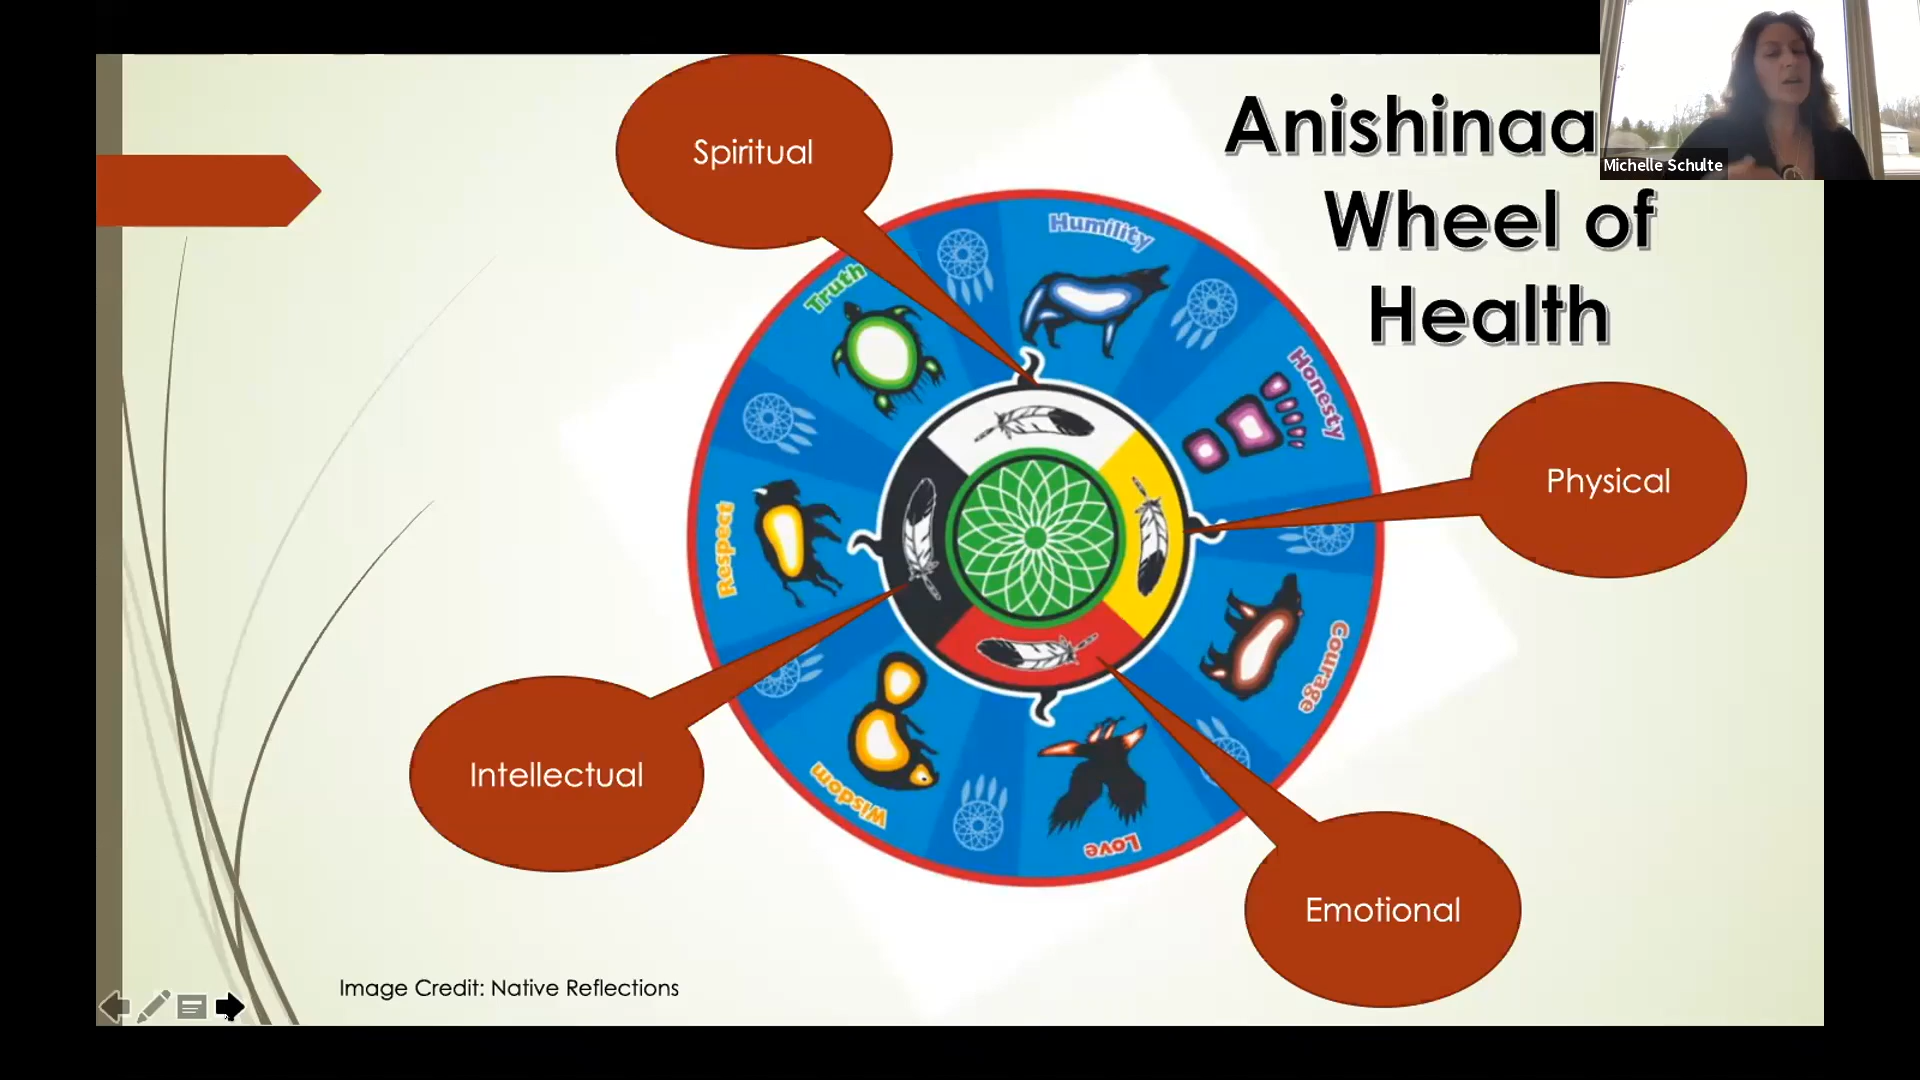 Anishinaa
Wheel of
Health
Michelle Schulte
Spiritual
Physical
Intellectual
Emotional
Humility
Honesty
Courage
Love
Wisdom
Respect
Truth
Image Credit: Native Reflections